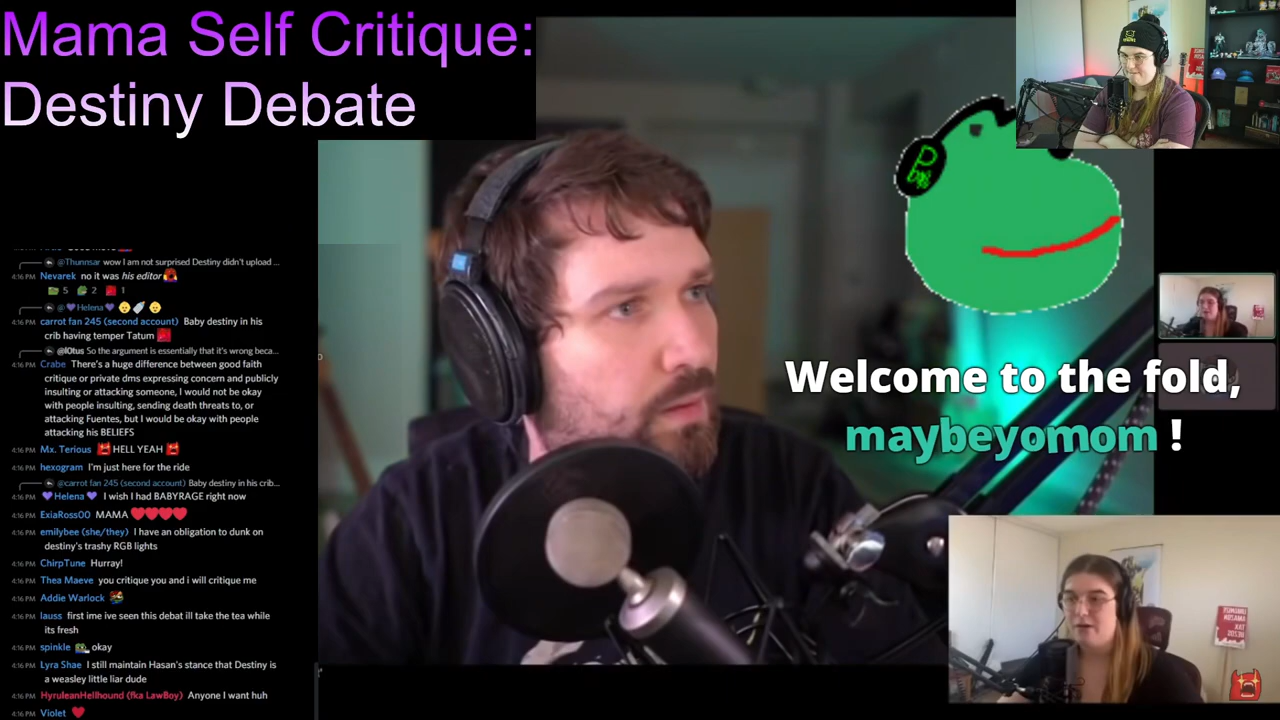 Mama Self Critique:
Destiny Debate
@Thunnsar wow I am not surprised Destiny didn't upload ...
4:16 PM Nevarek no it was his editor
5 2 1
@💜Helena💜 👶🍼👶
4:16 PM carrot fan 245 (second account) Baby destiny in his
crib having temper Tatum
@l0tus So the argument is essentially that it's wrong beca...
4:16 PM Crabe There's a huge difference between good faith
critique or private dms expressing concern and publicly
insulting or attacking someone, I would not be okay
with people insulting, sending death threats to, or
attacking Fuentes, but I would be okay with people
attacking his BELIEFS
4:16 PM Mx. Terious HELL YEAH
4:16 PM hexogram I'm just here for the ride
@carrot fan 245 (second account) Baby destiny in his crib...
4:16 PM 💜Helena💜 I wish I had BABYRAGE right now
4:16 PM ExiaRoss00 MAMA ❤❤❤❤
4:16 PM emilybee (she/they) I have an obligation to dunk on
destiny's trashy RGB lights
4:16 PM ChirpTune Hurray!
4:16 PM Thea Maeve you critique you and i will critique me
4:16 PM Addie Warlock
4:16 PM lauss first ime ive seen this debat ill take the tea while
its fresh
4:16 PM spinkle okay
4:16 PM Lyra Shae I still maintain Hasan's stance that Destiny is
a weasley little liar dude
4:16 PM HyruleanHellhound (fka LawBoy) Anyone I want huh
4:16 PM Violet ❤
Welcome to the fold,
maybeyomom !